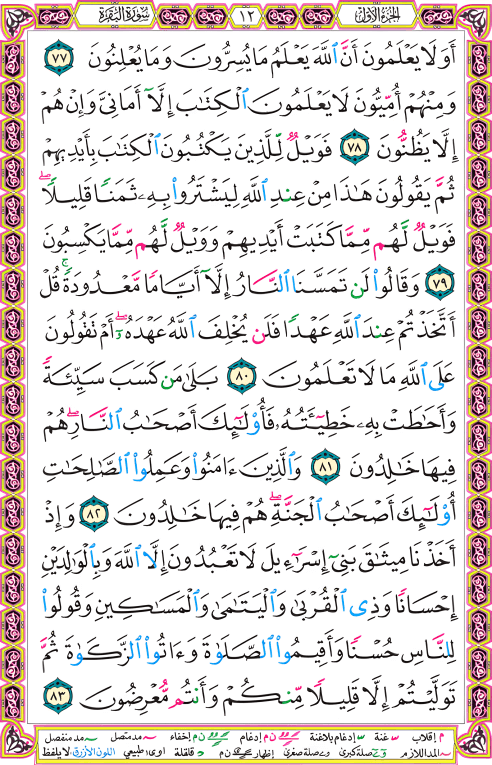 الجزء الأول ١٢ سورة البقرة
أَوَلَا يَعۡلَمُونَ أَنَّ ٱللَّهَ يَعۡلَمُ مَا يُسِرُّونَ وَمَا يُعۡلِنُونَ ٧٧
وَمِنۡهُمۡ أُمِّيُّونَ لَا يَعۡلَمُونَ ٱلۡكِتَٰبَ إِلَّآ أَمَانِيَّ وَإِنۡ هُمۡ
إِلَّا يَظُنُّونَ ٧٨ فَوَيۡلٞ لِّلَّذِينَ يَكۡتُبُونَ ٱلۡكِتَٰبَ بِأَيۡدِيهِمۡ
ثُمَّ يَقُولُونَ هَٰذَا مِنۡ عِندِ ٱللَّهِ لِيَشۡتَرُواْ بِهِۦ ثَمَنٗا قَلِيلٗاۖ
فَوَيۡلٞ لَّهُم مِّمَّا كَتَبَتۡ أَيۡدِيهِمۡ وَوَيۡلٞ لَّهُم مِّمَّا يَكۡسِبُونَ
٧٩ وَقَالُواْ لَن تَمَسَّنَا ٱلنَّارُ إِلَّآ أَيَّامٗا مَّعۡدُودَةٗۚ قُلۡ
أَتَّخَذۡتُمۡ عِندَ ٱللَّهِ عَهۡدٗا فَلَن يُخۡلِفَ ٱللَّهُ عَهۡدَهُۥٓۖ أَمۡ تَقُولُونَ
عَلَى ٱللَّهِ مَا لَا تَعۡلَمُونَ ٨٠ بَلَىٰ مَن كَسَبَ سَيِّئَةٗ
وَأَحَٰطَتۡ بِهِۦ خَطِيٓـَٔتُهُۥ فَأُوْلَٰٓئِكَ أَصۡحَٰبُ ٱلنَّارِۖ هُمۡ
فِيهَا خَٰلِدُونَ ٨١ وَٱلَّذِينَ ءَامَنُواْ وَعَمِلُواْ ٱلصَّٰلِحَٰتِ
أُوْلَٰٓئِكَ أَصۡحَٰبُ ٱلۡجَنَّةِۖ هُمۡ فِيهَا خَٰلِدُونَ ٨٢ وَإِذۡ
أَخَذۡنَا مِيثَٰقَ بَنِيٓ إِسۡرَٰٓءِيلَ لَا تَعۡبُدُونَ إِلَّا ٱللَّهَ وَبِٱلۡوَٰلِدَيۡنِ
إِحۡسَانٗا وَذِي ٱلۡقُرۡبَىٰ وَٱلۡيَتَٰمَىٰ وَٱلۡمَسَٰكِينِ وَقُولُواْ
لِلنَّاسِ حُسۡنٗا وَأَقِيمُواْ ٱلصَّلَوٰةَ وَءَاتُواْ ٱلزَّكَوٰةَ ثُمَّ
تَوَلَّيۡتُمۡ إِلَّا قَلِيلٗا مِّنكُمۡ وَأَنتُم مُّعۡرِضُونَ ٨٣
م إقلاب غنة إدغام بلاغنة ن م إدغام ن م إخفاء مد متصل مد منفصل
المد اللازم صلة كبرى وصلة صغرى إظهار ن م قلقلة اوى طبيعي اللون الأزرق لا يلفظ